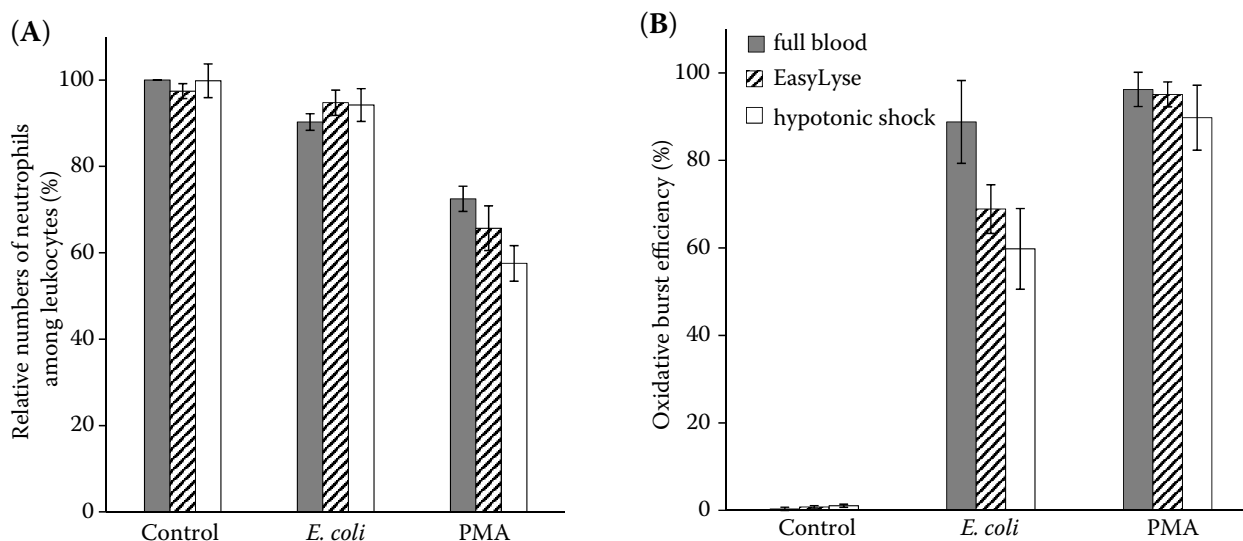 (A)
Relative numbers of neutrophils
among leukocytes (%)
100
80
60
40
20
0
Control
E. coli
PMA
(B)
full blood
EasyLyse
hypotonic shock
Oxidative burst efficiency (%)
100
80
60
40
20
0
Control
E. coli
PMA